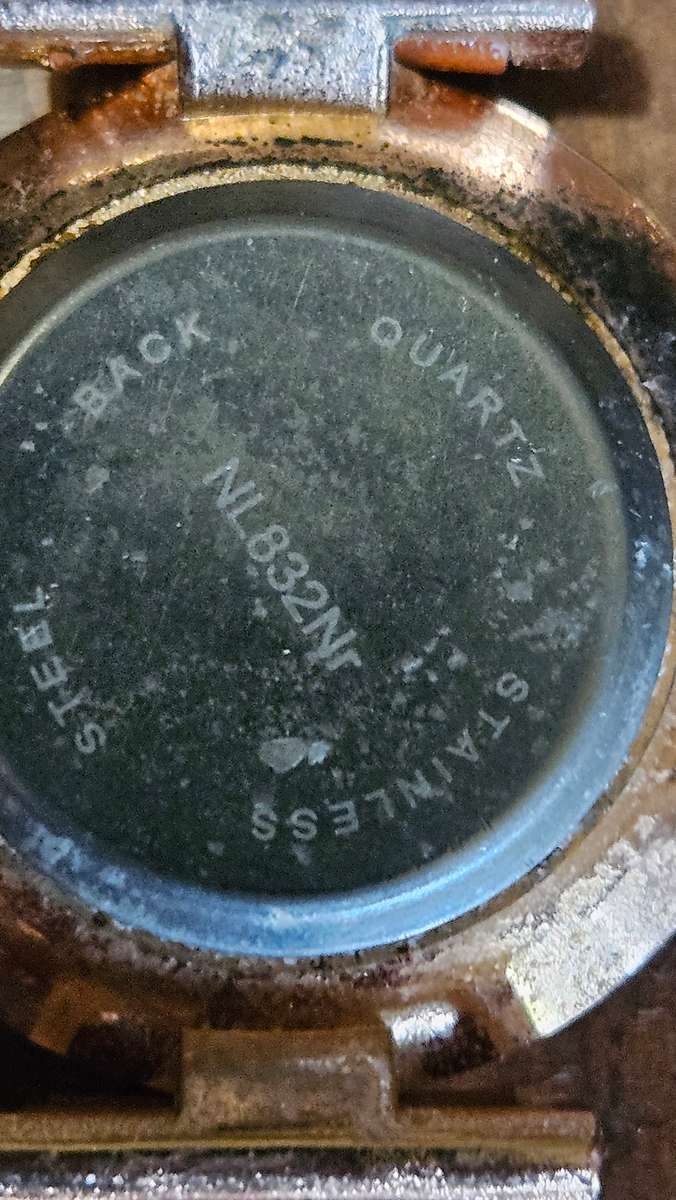 QUARTZ
STAINLESS
STEEL
BACK
NL832Nr